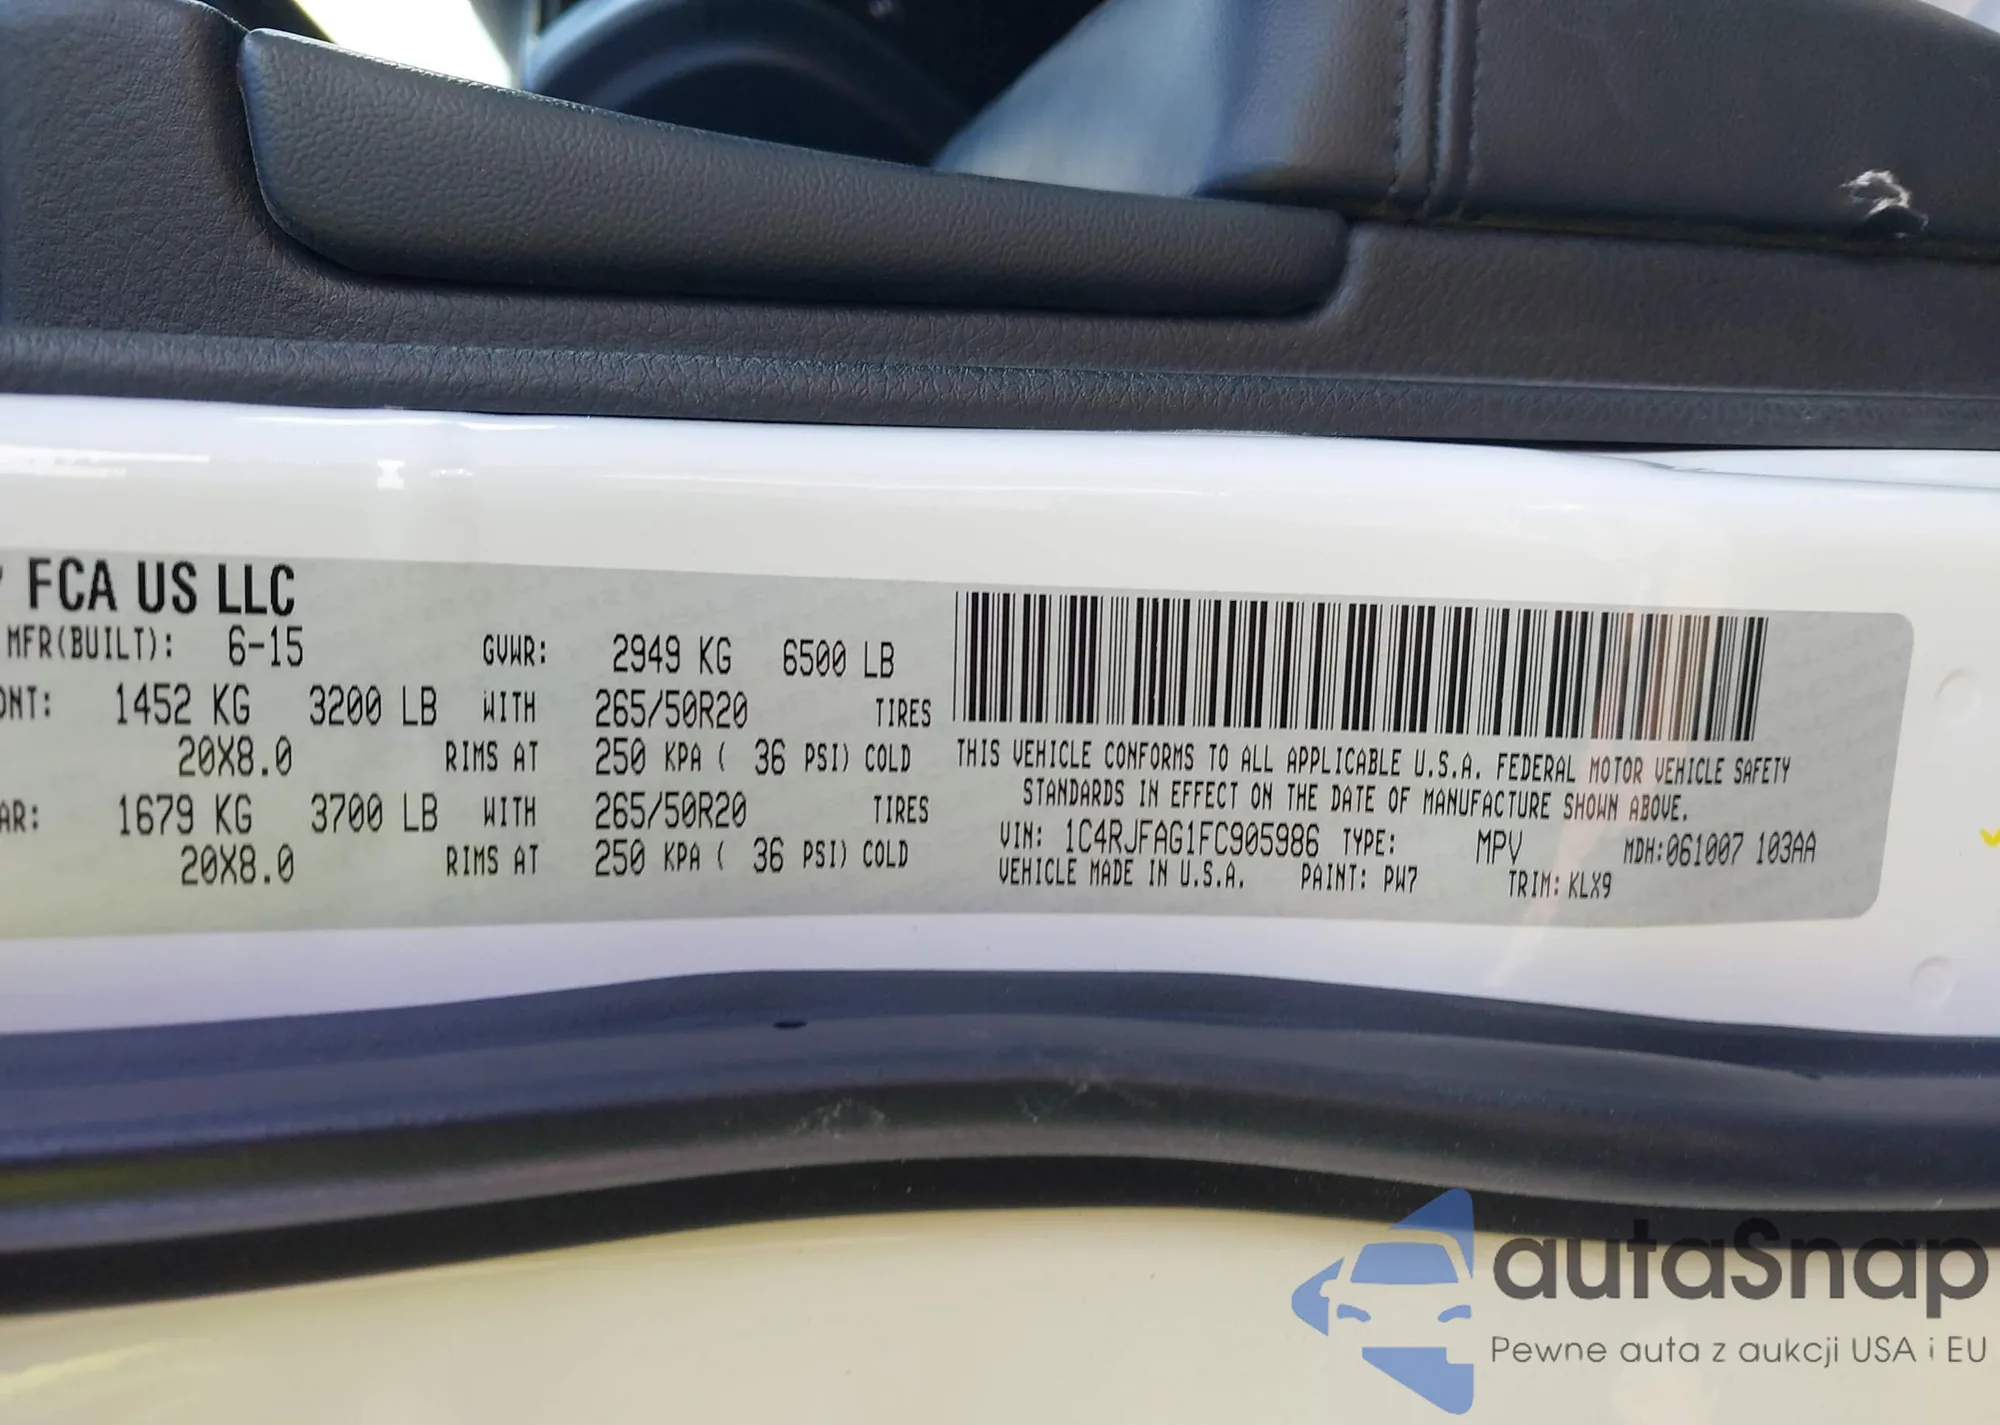 FCA US LLC
MFR(BUILT): 6-15 GVWR: 2949 KG 6500 LB
ONT: 1452 KG 3200 LB WITH 265/50R20 TIRES
20X8.0 RIMS AT 250 KPA ( 36 PSI) COLD
AR: 1679 KG 3700 LB WITH 265/50R20 TIRES
20X8.0 RIMS AT 250 KPA ( 36 PSI) COLD
THIS VEHICLE CONFORMS TO ALL APPLICABLE U.S.A. FEDERAL MOTOR VEHICLE SAFETY
STANDARDS IN EFFECT ON THE DATE OF MANUFACTURE SHOWN ABOVE.
VIN: 1C4RJFAG1FC905986 TYPE: MPV MDH:061007 103AA
VEHICLE MADE IN U.S.A. PAINT: PW7 TRIM: KLX9
autaSnap
Pewne auta z aukcji USA i EU